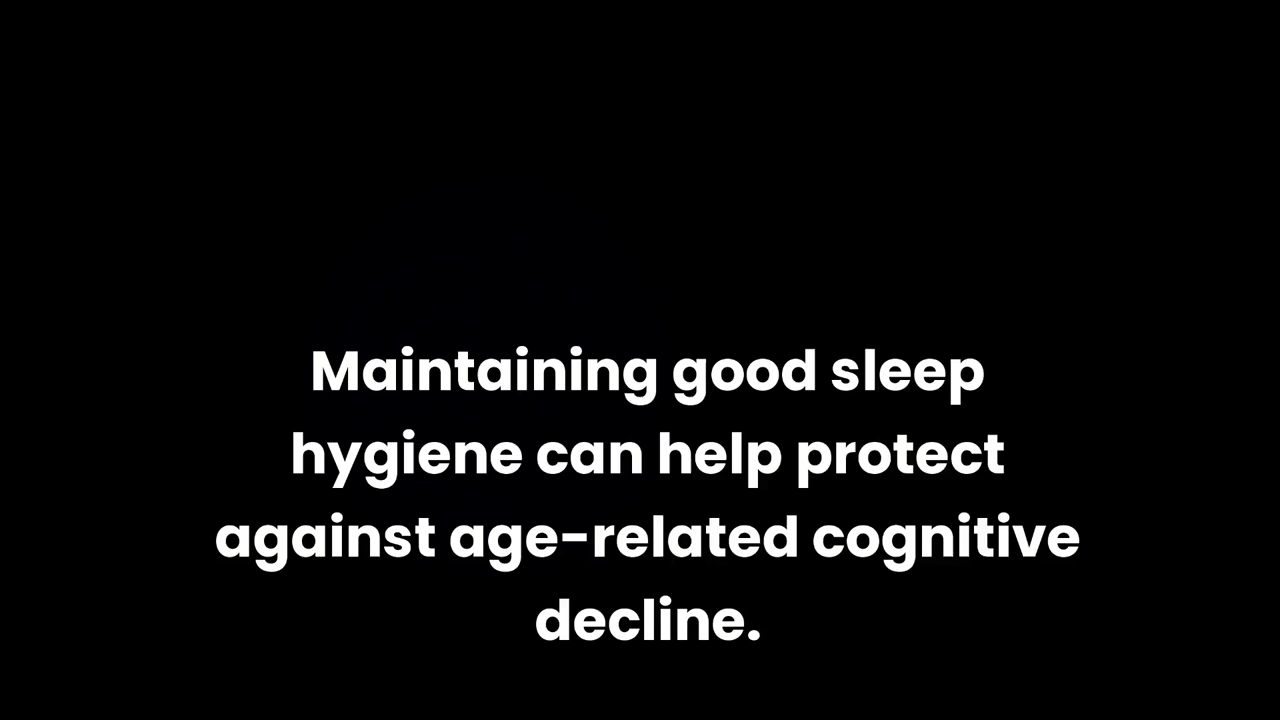 Maintaining good sleep
hygiene can help protect
against age-related cognitive
decline.